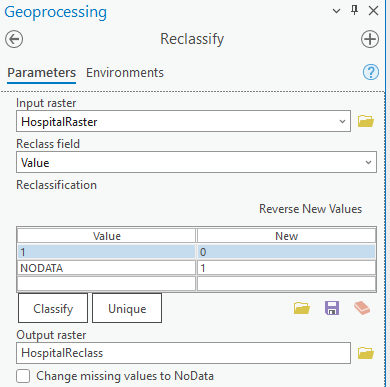 Geoprocessing
Reclassify
Parameters Environments
Input raster
HospitalRaster
Reclass field
Value
Reclassification
Reverse New Values
Value New
1 0
NODATA 1
Classify Unique
Output raster
HospitalReclass
Change missing values to NoData